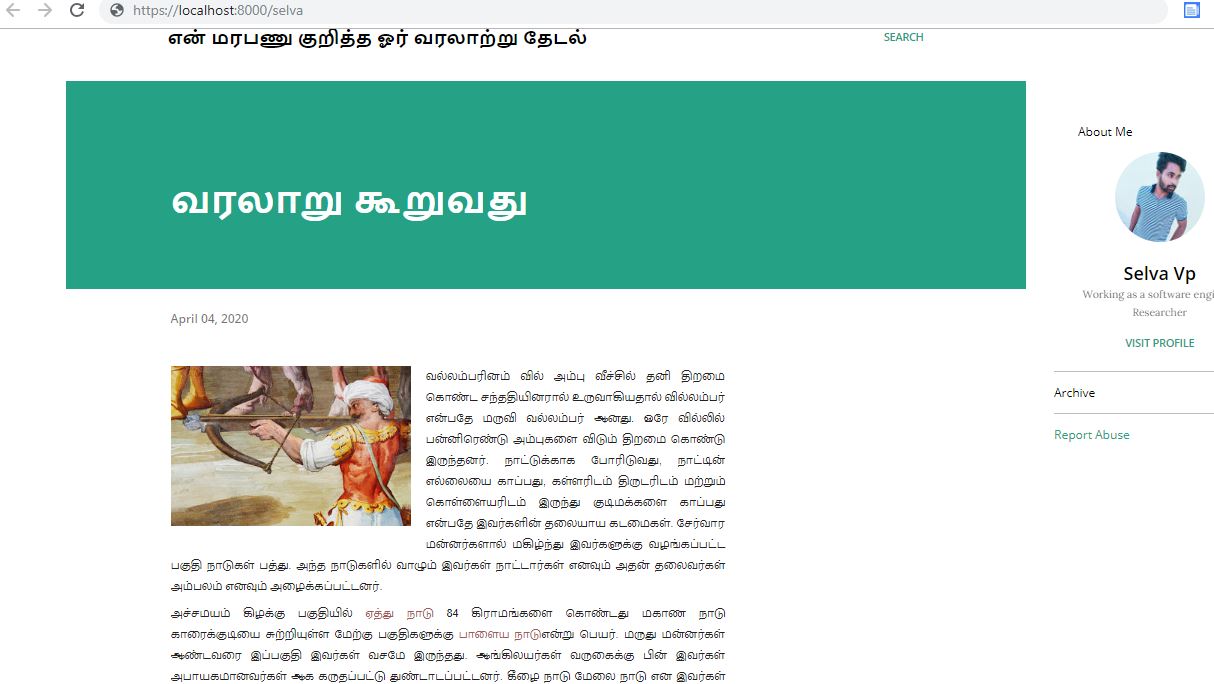 https://localhost:8000/selva
என் மரபணு குறித்த ஓர் வரலாற்று தேடல்
SEARCH
வரலாறு கூறுவது
About Me
Selva Vp
Working as a software engi
Researcher
VISIT PROFILE
Archive
Report Abuse
April 04, 2020
வல்லம்பரினம் வில் அம்பு வீச்சில் தனி திறமை
கொண்ட சந்ததியினரால் உருவாகியதால் வில்லம்பர்
என்பதே மருவி வல்லம்பர் ஆனது. ஒரே வில்லில்
பன்னிரெண்டு அம்புகளை விடும் திறமை கொண்டு
இருந்தனர். நாட்டுக்காக போரிடுவது, நாட்டின்
எல்லையை காப்பது, கள்ளரிடம் திருடரிடம் மற்றும்
கொள்ளையரிடம் இருந்து குடிமக்களை காப்பது
என்பதே இவர்களின் தலையாய கடமைகள். சேர்வார
மன்னர்களால் மகிழ்ந்து இவர்களுக்கு வழங்கப்பட்ட
பகுதி நாடுகள் பத்து. அந்த நாடுகளில் வாழும் இவர்கள் நாட்டார்கள் எனவும் அதன் தலைவர்கள்
அம்பலம் எனவும் அழைக்கப்பட்டனர்.
அச்சமயம் கிழக்கு பகுதியில் ஏத்து நாடு 84 கிராமங்களை கொண்டது மகாண நாடு
காரைக்குடியை சுற்றியுள்ள மேற்கு பகுதிகளுக்கு பாளைய நாடுஎன்று பெயர். மருது மன்னர்கள்
ஆண்டவரை இப்பகுதி இவர்கள் வசமே இருந்தது. ஆங்கிலயர்கள் வருகைக்கு பின் இவர்கள்
அபாயகமானவர்கள் ஆக கருதப்பட்டு துண்டாடப்பட்டனர். கீழை நாடு மேலை நாடு என இவர்கள்